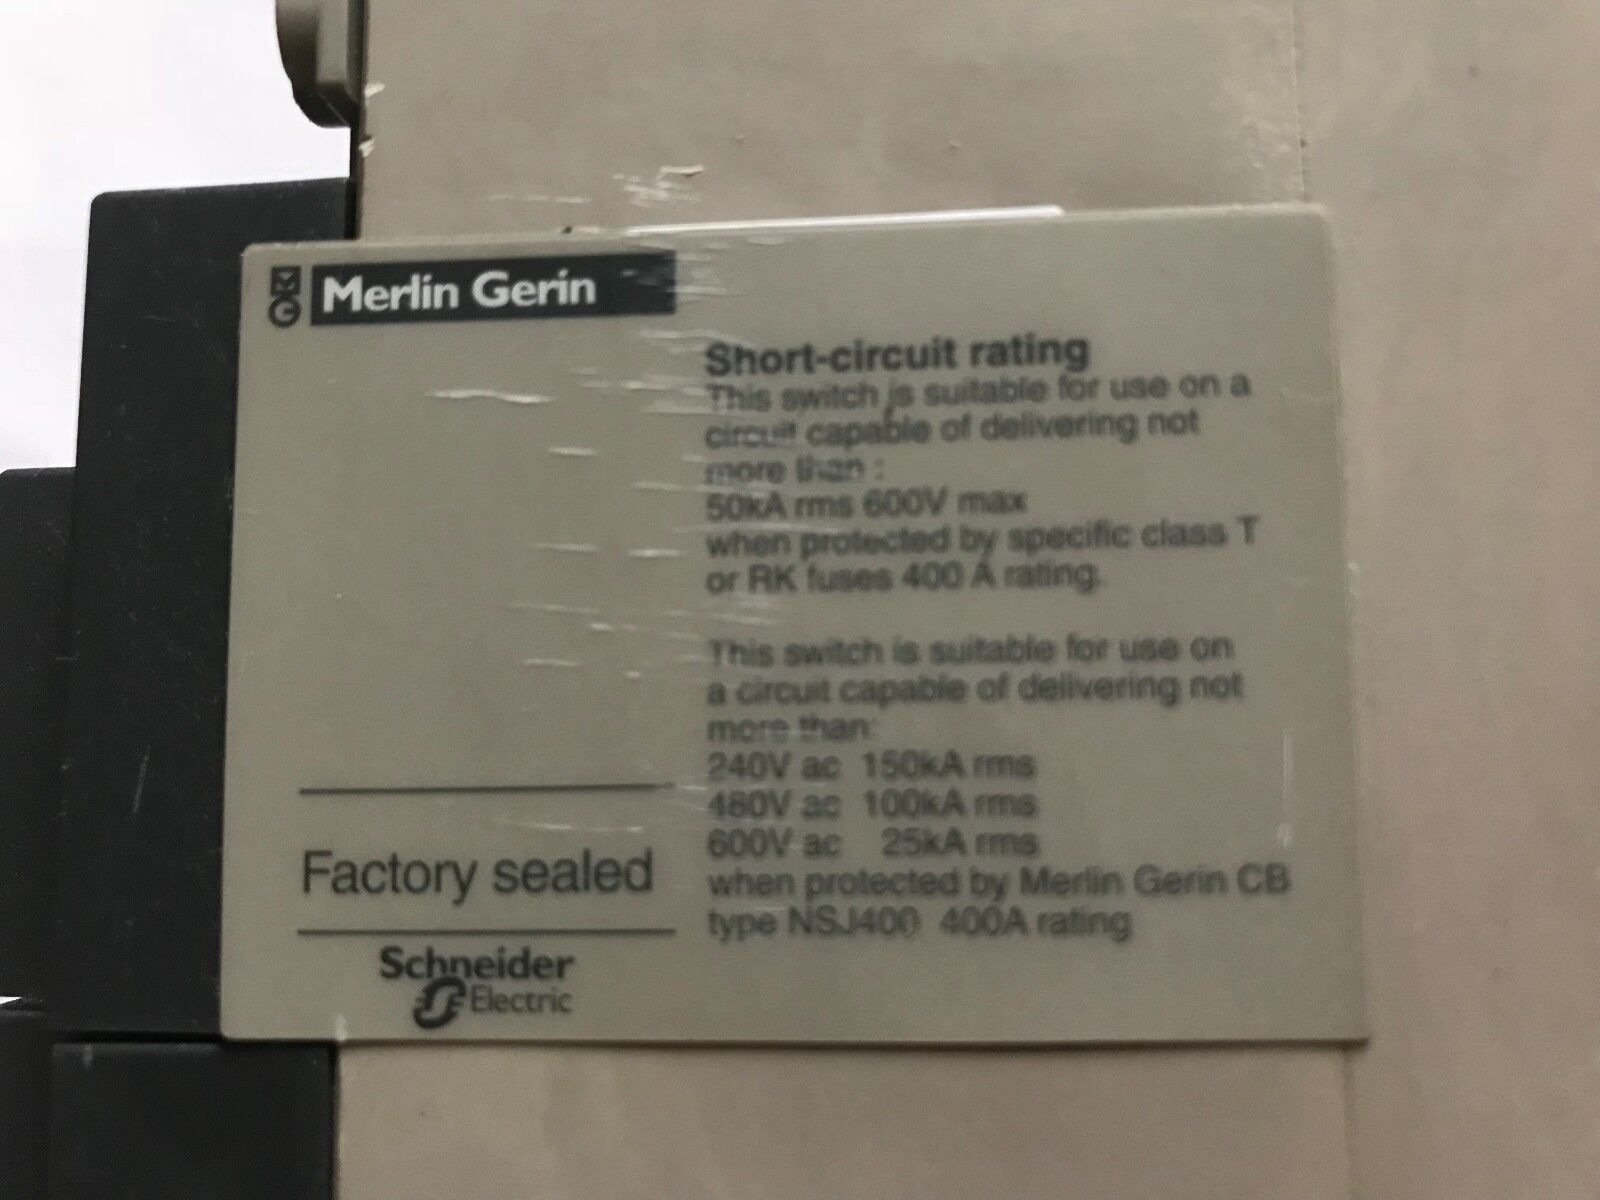 MG Merlin Gerin
Short-circuit rating
This switch is suitable for use on a
circuit capable of delivering not
more than :
50kA rms 600V max
when protected by specific class T
or RK fuses 400 A rating.
This switch is suitable for use on
a circuit capable of delivering not
more than:
240V ac 150kA rms
480V ac 100kA rms
600V ac 25kA rms
when protected by Merlin Gerin CB
type NSJ400 400A rating
Factory sealed
Schneider
Electric